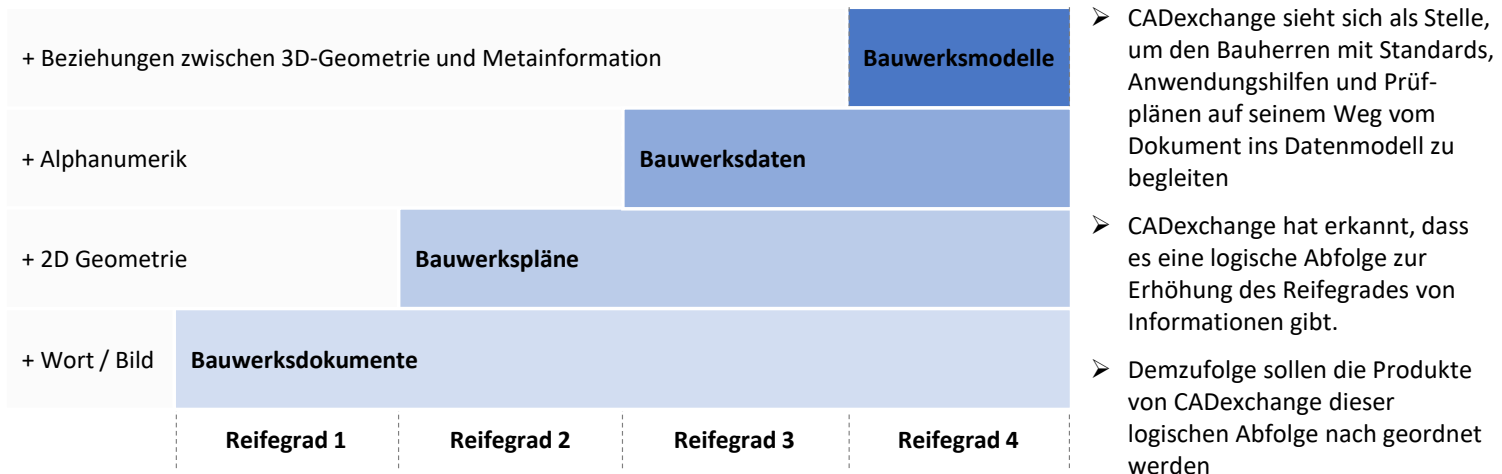 + Beziehungen zwischen 3D-Geometrie und Metainformation
Bauwerksmodelle
+ Alphanumerik
Bauwerksdaten
+ 2D Geometrie
Bauwerkspläne
+ Wort / Bild
Bauwerksdokumente
Reifegrad 1
Reifegrad 2
Reifegrad 3
Reifegrad 4
➢ CADexchange sieht sich als Stelle,
um den Bauherren mit Standards,
Anwendungshilfen und Prüf-
plänen auf seinem Weg vom
Dokument ins Datenmodell zu
begleiten
➢ CADexchange hat erkannt, dass
es eine logische Abfolge zur
Erhöhung des Reifegrades von
Informationen gibt.
➢ Demzufolge sollen die Produkte
von CADexchange dieser
logischen Abfolge nach geordnet
werden